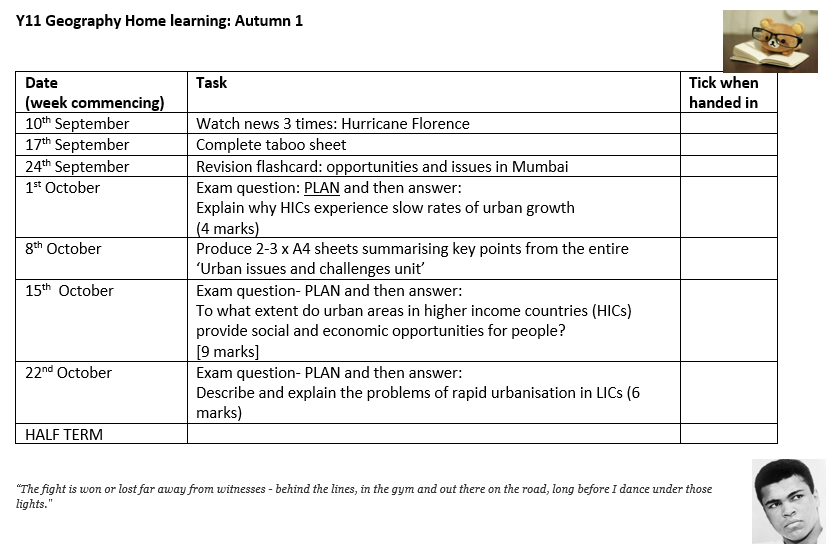 Y11 Geography Home learning: Autumn 1
Date
(week commencing)
Task
Tick when
handed in
10th September
Watch news 3 times: Hurricane Florence
17th September
Complete taboo sheet
24th September
Revision flashcard: opportunities and issues in Mumbai
1st October
Exam question: PLAN and then answer:
Explain why HICs experience slow rates of urban growth
(4 marks)
8th October
Produce 2-3 x A4 sheets summarising key points from the entire
‘Urban issues and challenges unit’
15th  October
Exam question- PLAN and then answer:
To what extent do urban areas in higher income countries (HICs)
provide social and economic opportunities for people?
[9 marks]
22nd October
Exam question- PLAN and then answer:
Describe and explain the problems of rapid urbanisation in LICs (6
marks)
HALF TERM
“The fight is won or lost far away from witnesses - behind the lines, in the gym and out there on the road, long before I dance under those
lights."